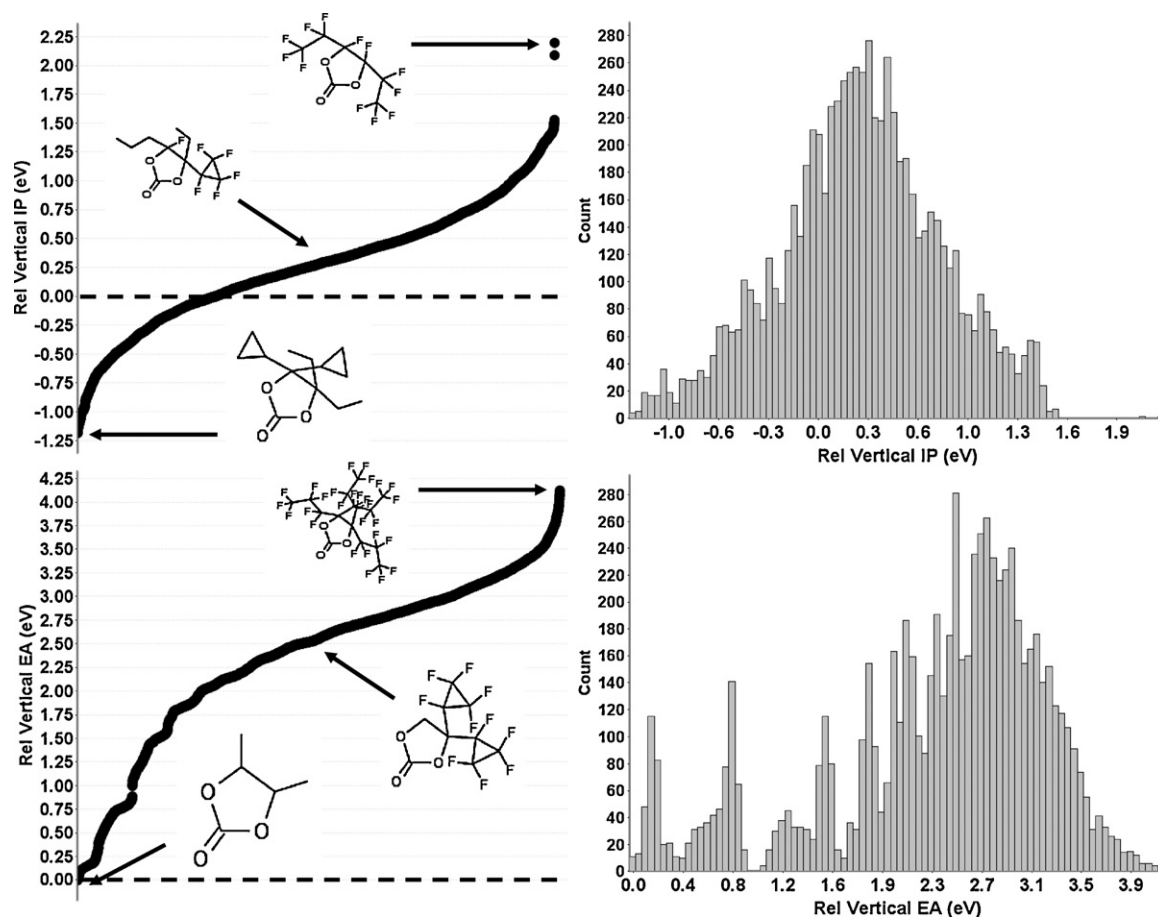 Rel Vertical IP (eV)
2.25
2.00
1.75
1.50
1.25
1.00
0.75
0.50
0.25
0.00
-0.25
-0.50
-0.75
-1.00
-1.25
F F
F F F
F F
O F
O F
O
F F
F
F F
O F
O F F
O
O
O
O
Count
280
260
240
220
200
180
160
140
120
100
80
60
40
20
0
-1.0 -0.6 -0.3 0.0 0.3 0.6 1.0 1.3 1.6 1.9
Rel Vertical IP (eV)
Rel Vertical EA (eV)
4.25
4.00
3.75
3.50
3.25
3.00
2.75
2.50
2.25
2.00
1.75
1.50
1.25
1.00
0.75
0.50
0.25
0.00
O
O
O
F F
F F
F F F
O F F
O F
O F
Count
280
260
240
220
200
180
160
140
120
100
80
60
40
20
0
0.0 0.4 0.8 1.2 1.6 1.9 2.3 2.7 3.1 3.5 3.9
Rel Vertical EA (eV)